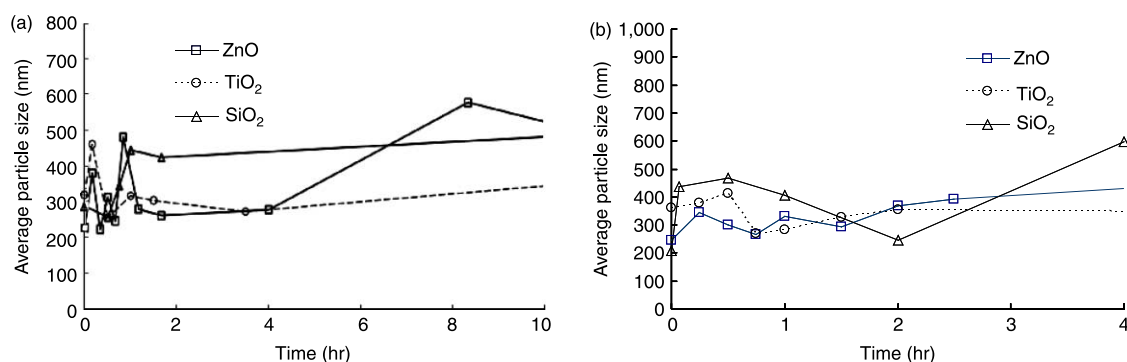 (a)
800
700
600
500
400
300
200
100
0
Average particle size (nm)
ZnO
TiO2
SiO2
0 2 4 6 8 10
Time (hr)
(b)
1,000
900
800
700
600
500
400
300
200
100
0
Average particle size (nm)
ZnO
TiO2
SiO2
0 1 2 3 4
Time (hr)